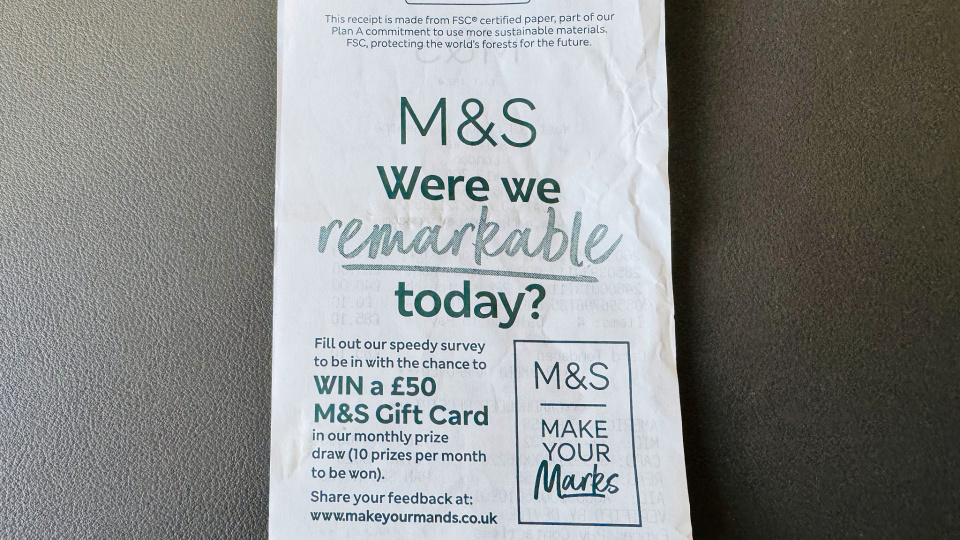 This receipt is made from FSC® certified paper, part of our
Plan A commitment to use more sustainable materials.
FSC, protecting the world's forests for the future.
M&S
Were we
remarkable
today?
Fill out our speedy survey
to be in with the chance to
WIN a £50
M&S Gift Card
in our monthly prize
draw (10 prizes per month
to be won).
Share your feedback at:
www.makeyourmands.co.uk
M&S
MAKE
YOUR
Marks